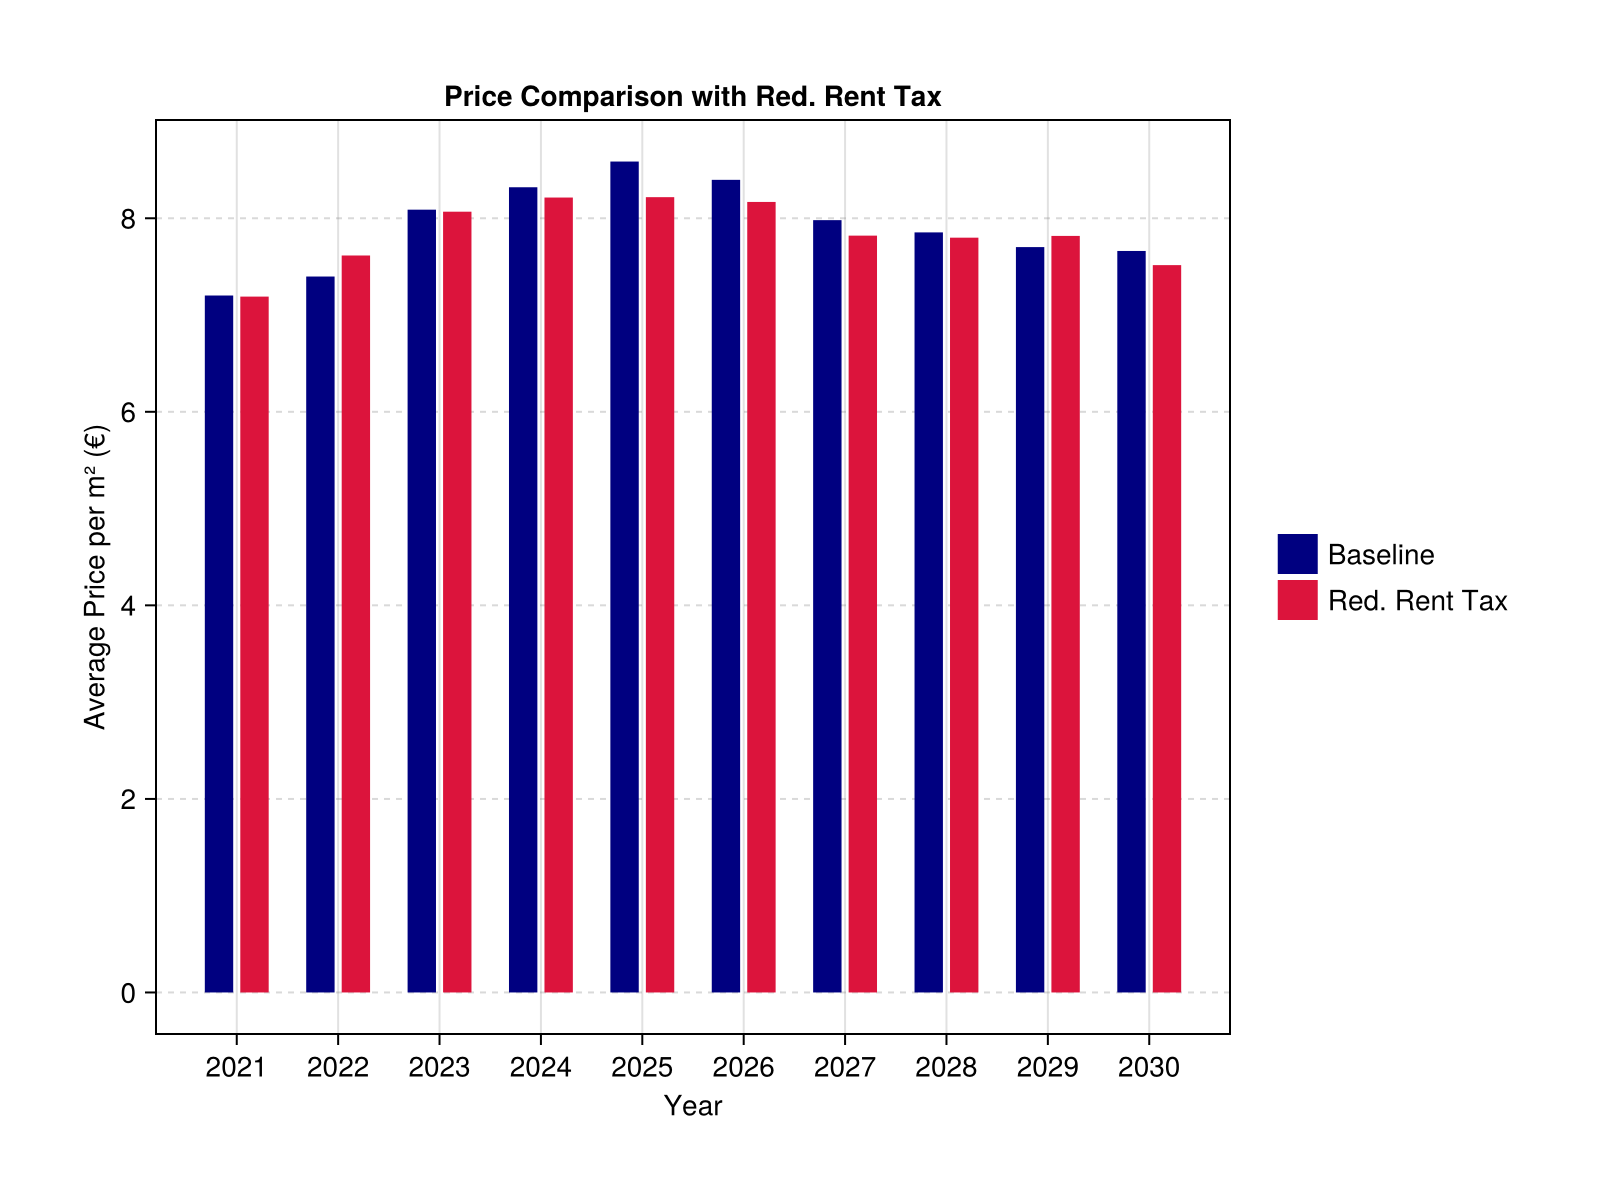 Price Comparison with Red. Rent Tax
Average Price per m² (€)
8
6
4
2
0
2021 2022 2023 2024 2025 2026 2027 2028 2029 2030
Year
Baseline
Red. Rent Tax